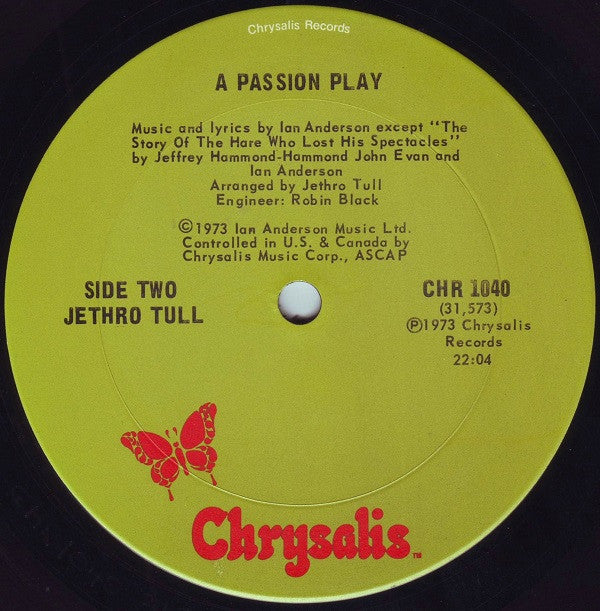 Chrysalis Records
A PASSION PLAY
Music and lyrics by Ian Anderson except "The
Story Of The Hare Who Lost His Spectacles"
by Jeffrey Hammond-Hammond John Evan and
Ian Anderson
Arranged by Jethro Tull
Engineer: Robin Black
©1973 Ian Anderson Music Ltd.
Controlled in U.S. & Canada by
Chrysalis Music Corp., ASCAP
SIDE TWO
JETHRO TULL
CHR 1040
(31,573)
℗1973 Chrysalis
Records
22:04
Chrysalis™